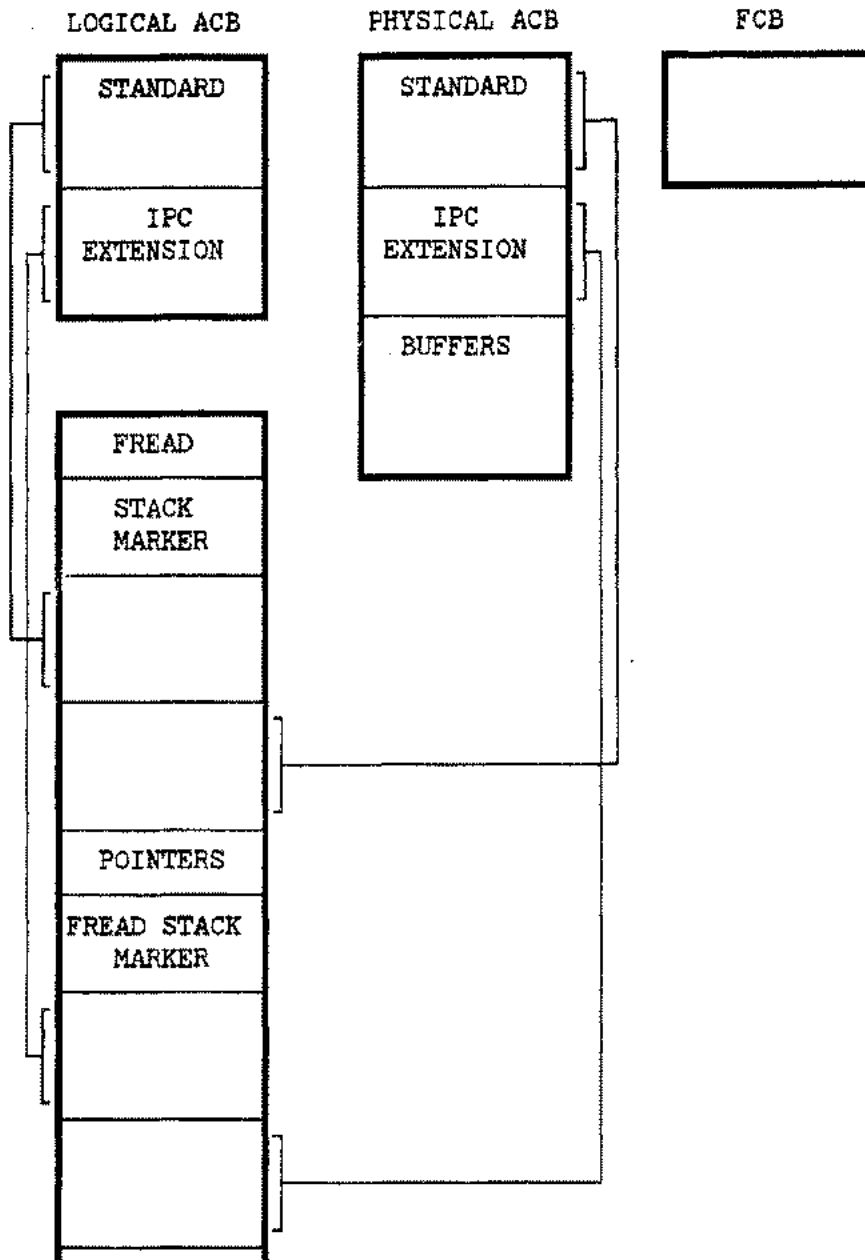 LOGICAL ACB
PHYSICAL ACB
FCB
STANDARD
IPC
EXTENSION
STANDARD
IPC
EXTENSION
BUFFERS
FREAD
STACK
MARKER
POINTERS
FREAD STACK
MARKER